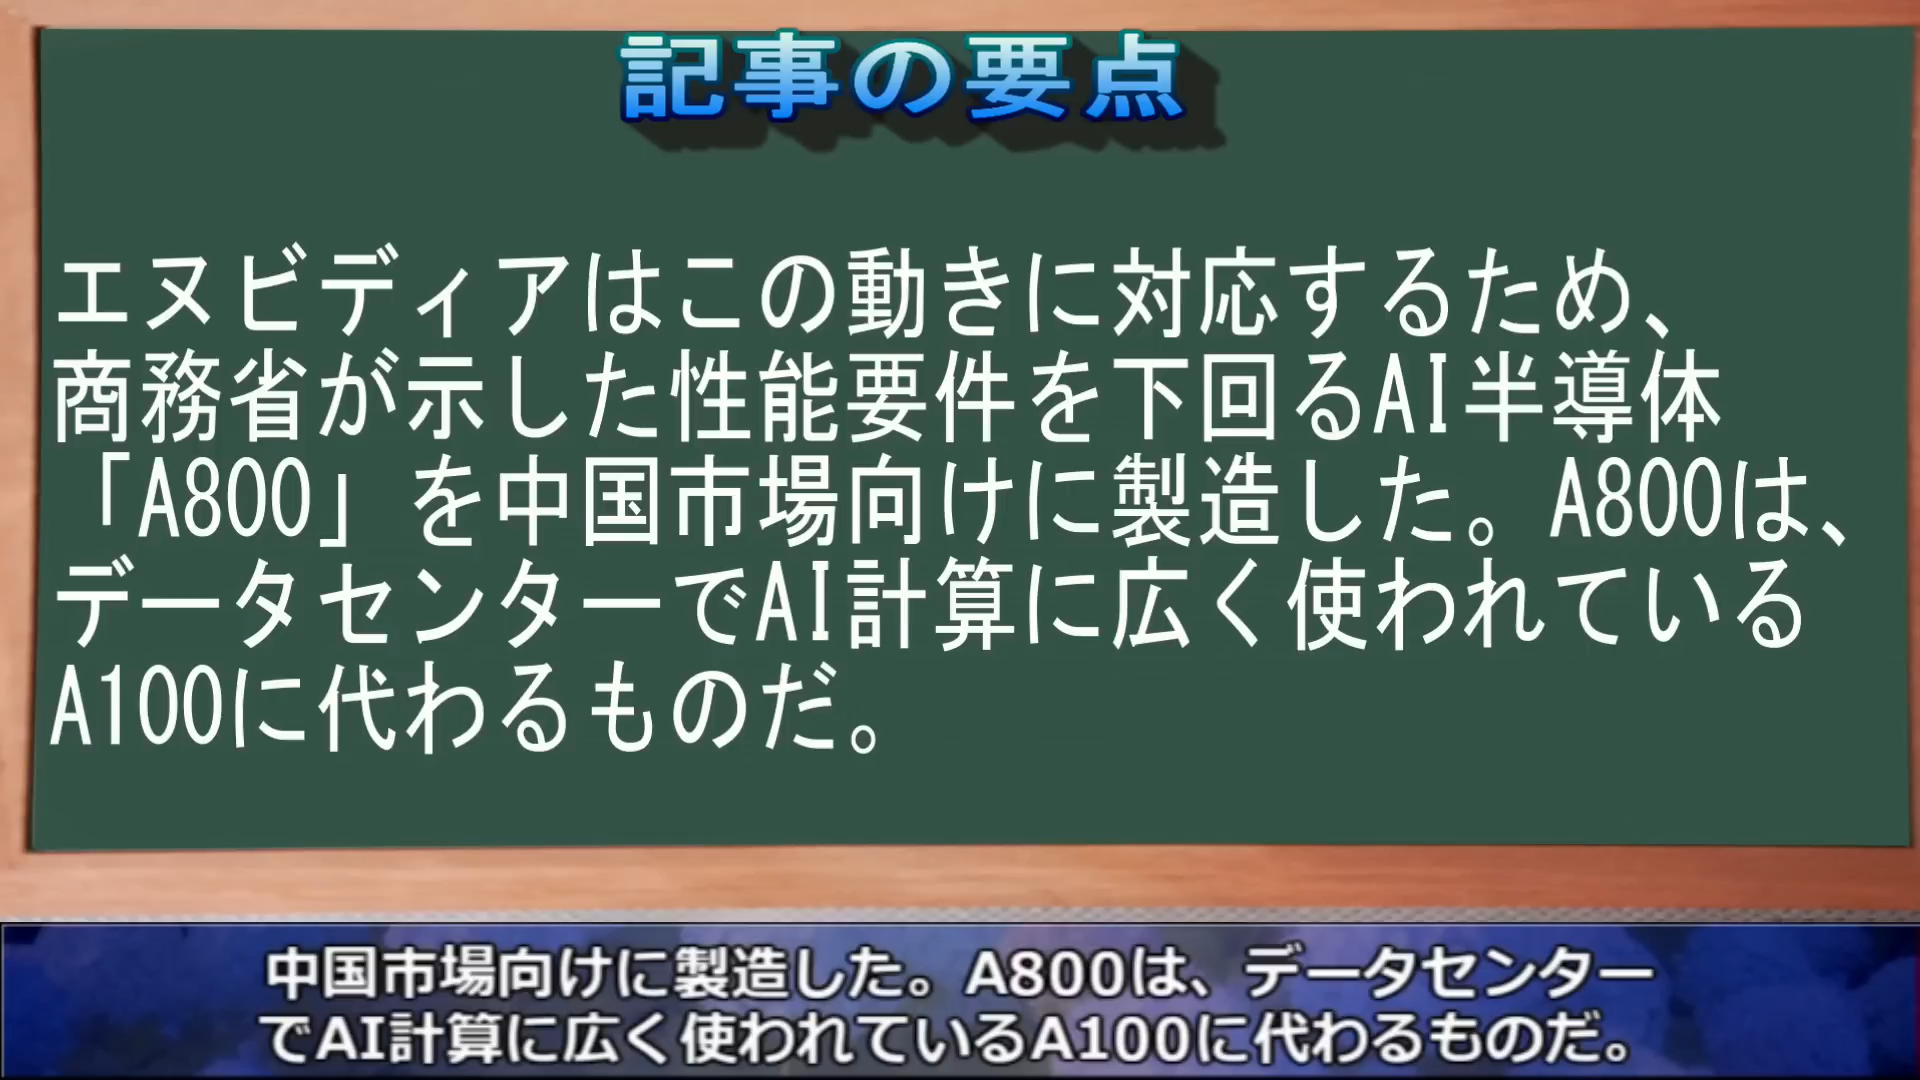 記事の要点
エヌビディアはこの動きに対応するため、
商務省が示した性能要件を下回るAI半導体
「A800」を中国市場向けに製造した。A800は、
データセンターでAI計算に広く使われている
A100に代わるものだ。
中国市場向けに製造した。A800は、データセンター
でAI計算に広く使われているA100に代わるものだ。